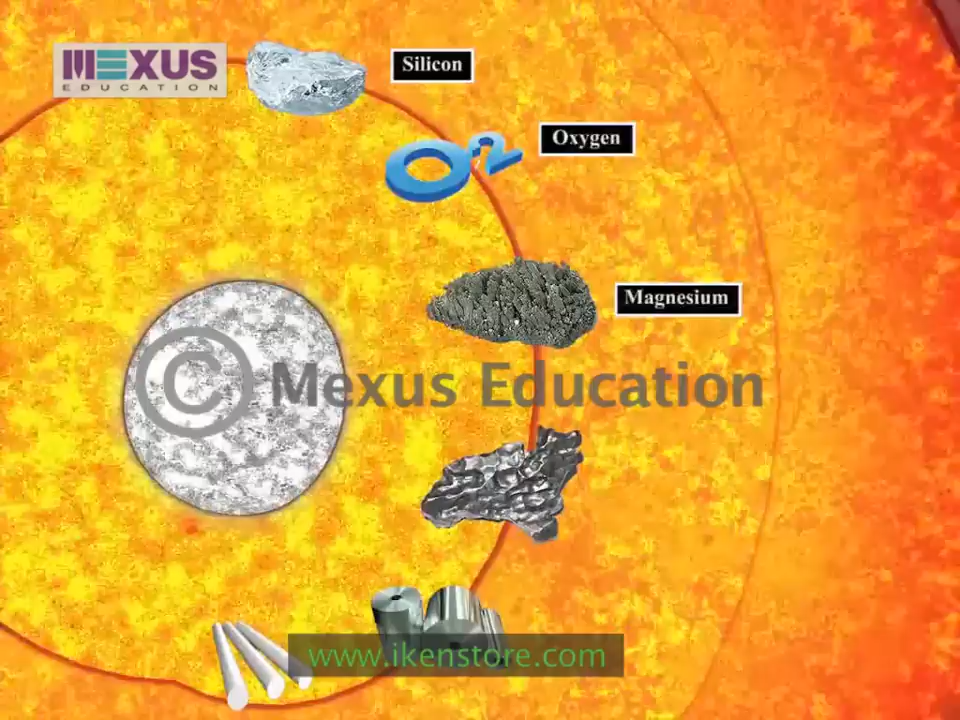 MEXUS
EDUCATION
Silicon
O2
Oxygen
Magnesium
© Mexus Education
www.ikenstore.com